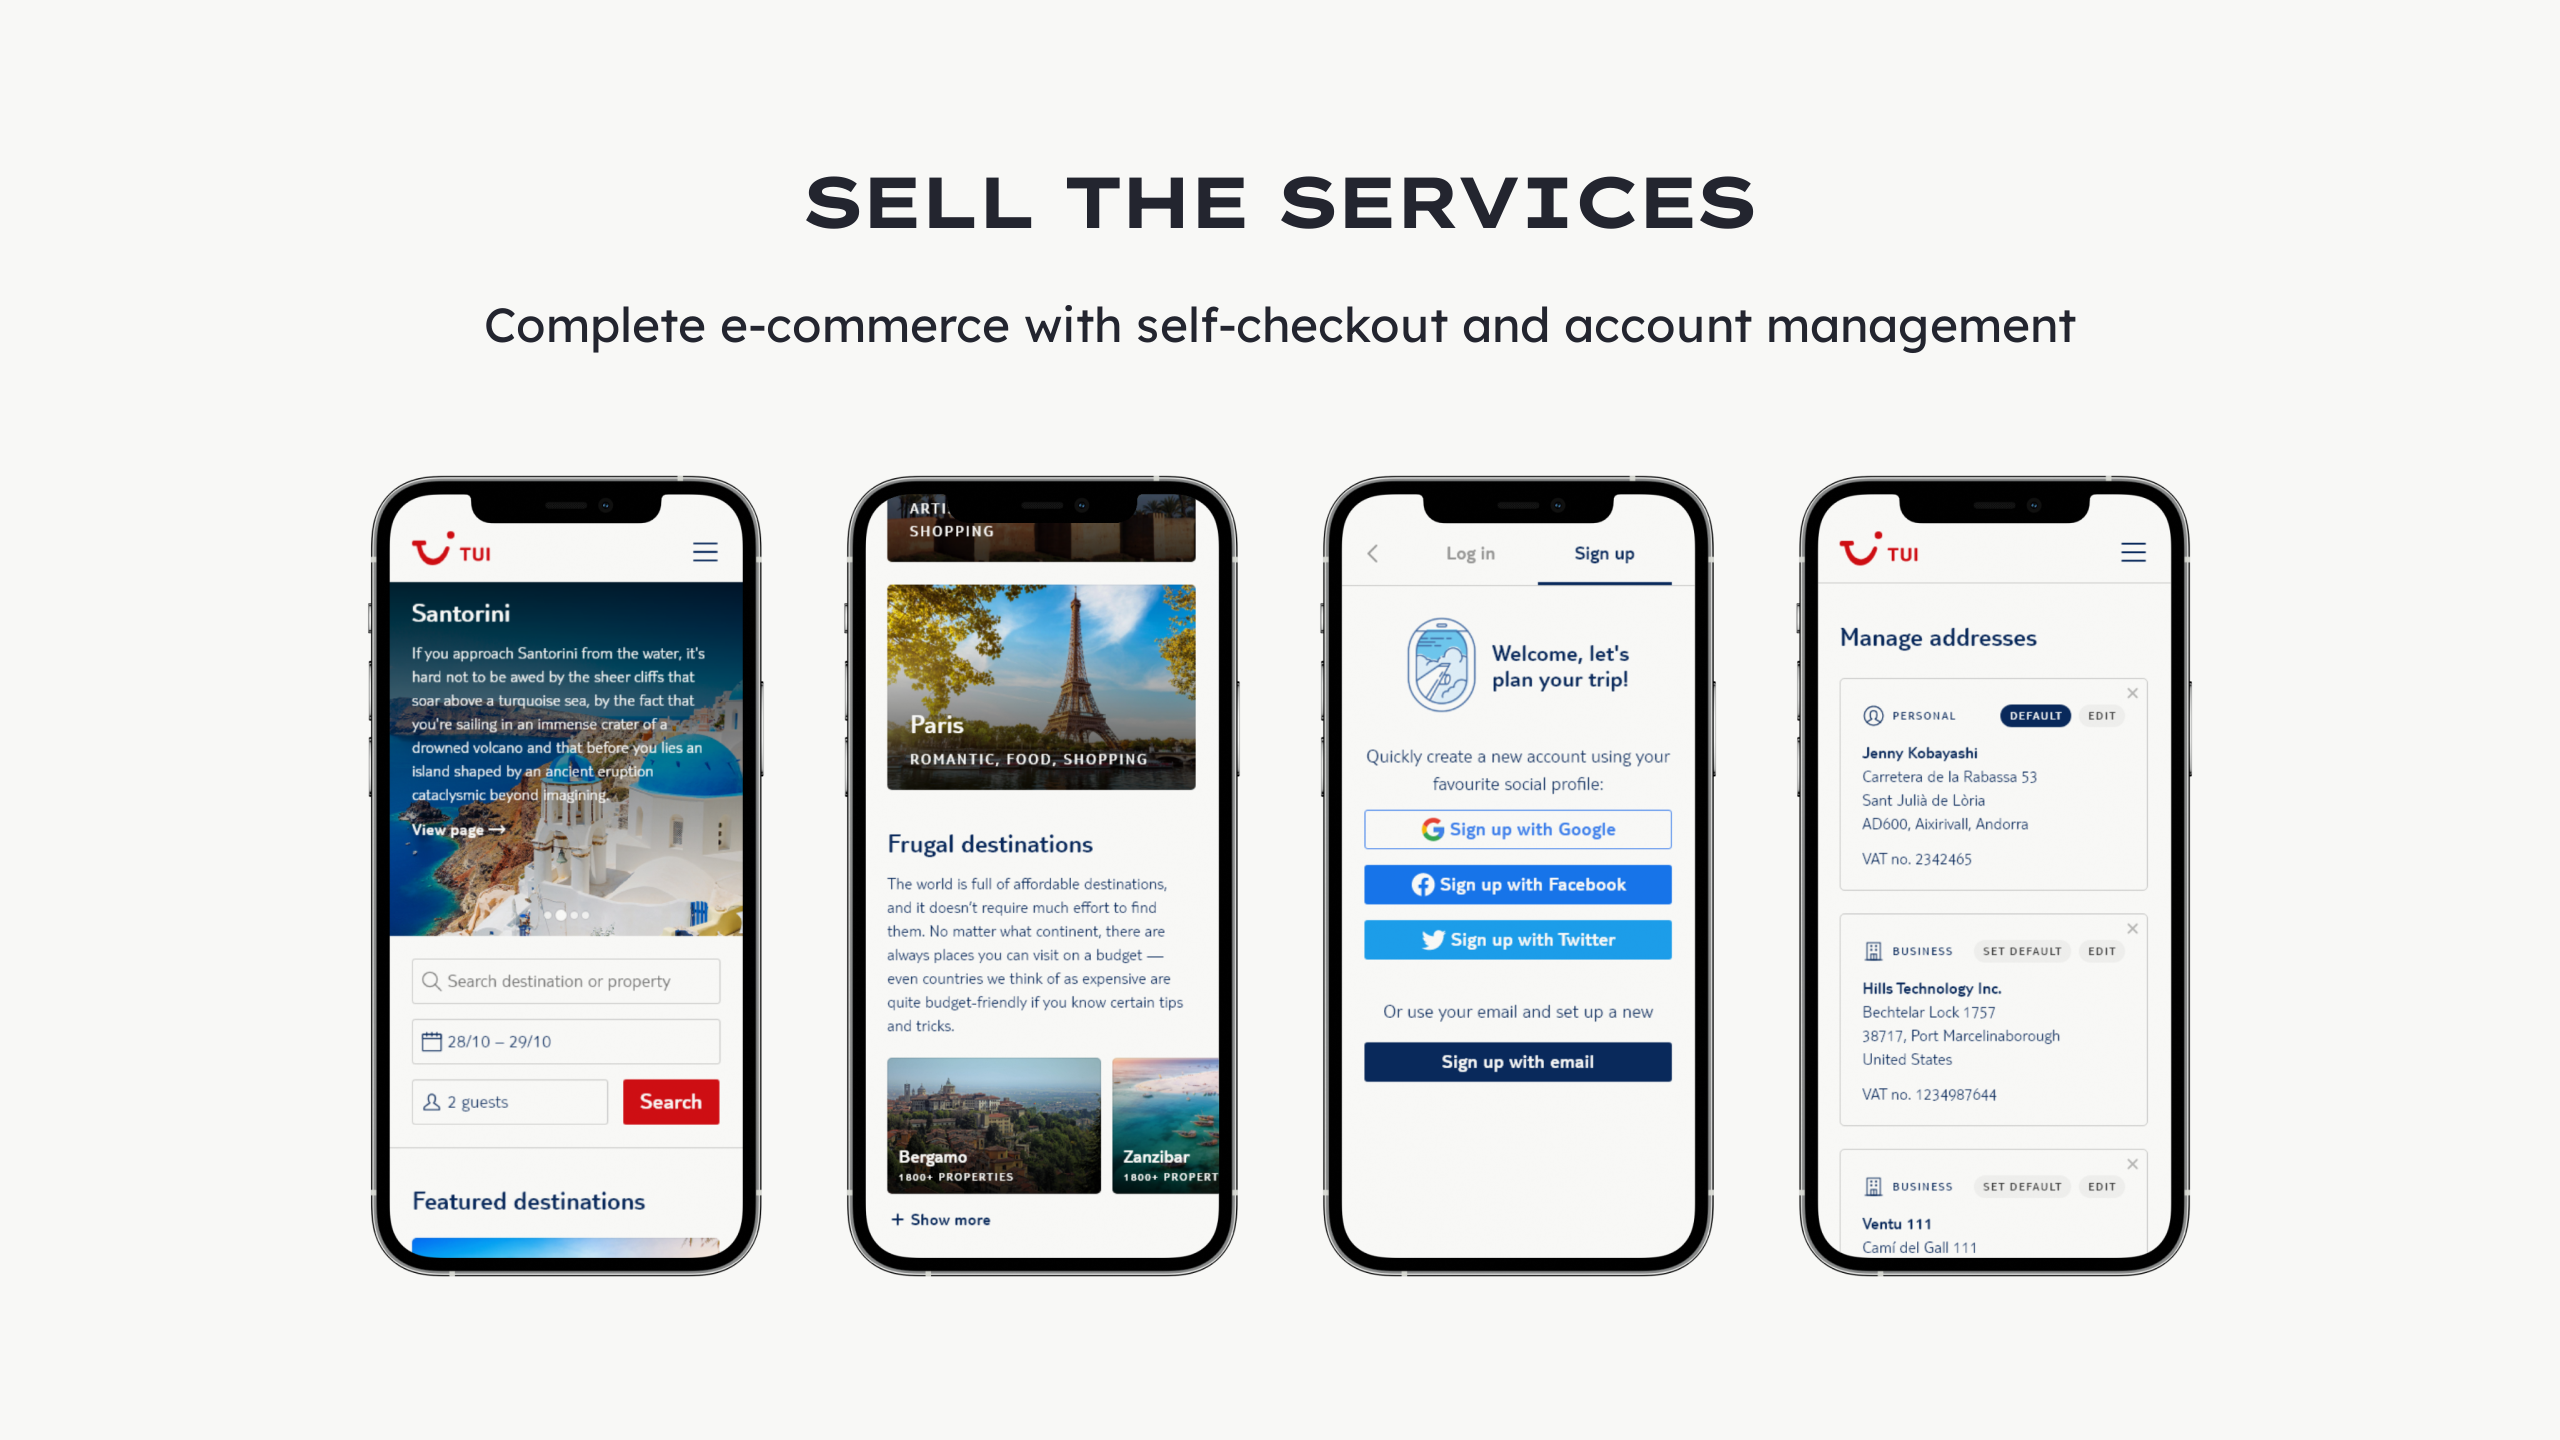 SELL THE SERVICES
Complete e-commerce with self-checkout and account management
TUI
Santorini
If you approach Santorini from the water, it's
hard not to be awed by the sheer cliffs that
soar above a turquoise sea, by the fact that
you're sailing in an immense crater of a
drowned volcano and that before you lies an
island shaped by an ancient eruption
cataclysmic beyond imagining.
View page →
Search destination or property
28/10 – 29/10
2 guests
Search
Featured destinations
ARTI
SHOPPING
Paris
ROMANTIC, FOOD, SHOPPING
Frugal destinations
The world is full of affordable destinations,
and it doesn't require much effort to find
them. No matter what continent, there are
always places you can visit on a budget —
even countries we think of as expensive are
quite budget-friendly if you know certain tips
and tricks.
Bergamo
1800+ PROPERTIES
Zanzibar
1800+ PROPERT
+ Show more
Log in
Sign up
Welcome, let's
plan your trip!
Quickly create a new account using your
favourite social profile:
Sign up with Google
Sign up with Facebook
Sign up with Twitter
Or use your email and set up a new
Sign up with email
TUI
Manage addresses
PERSONAL DEFAULT EDIT
Jenny Kobayashi
Carretera de la Rabassa 53
Sant Julià de Lòria
AD600, Aixirivall, Andorra
VAT no. 2342465
BUSINESS SET DEFAULT EDIT
Hills Technology Inc.
Bechtelar Lock 1757
38717, Port Marcelinaborough
United States
VAT no. 1234987644
BUSINESS SET DEFAULT EDIT
Ventu 111
Camí del Gall 111